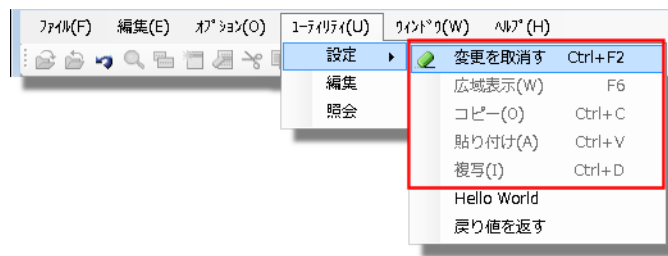 ﾌｧｲﾙ(F) 編集(E) ｵﾌﾟｼｮﾝ(O) ﾕｰﾃｨﾘﾃｨ(U) ｳｨﾝﾄﾞｳ(W) ﾍﾙﾌﾟ(H)
設定
編集
照会
変更を取消す Ctrl+F2
広域表示(W) F6
コピー(O) Ctrl+C
貼り付け(A) Ctrl+V
複写(I) Ctrl+D
Hello World
戻り値を返す